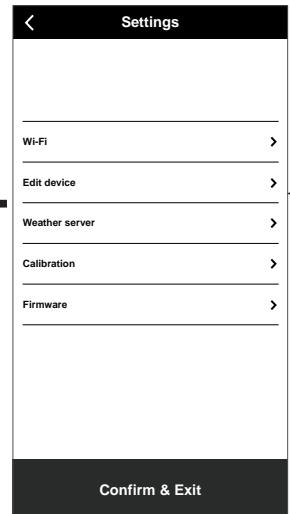 Settings
Wi-Fi
Edit device
Weather server
Calibration
Firmware
Confirm & Exit